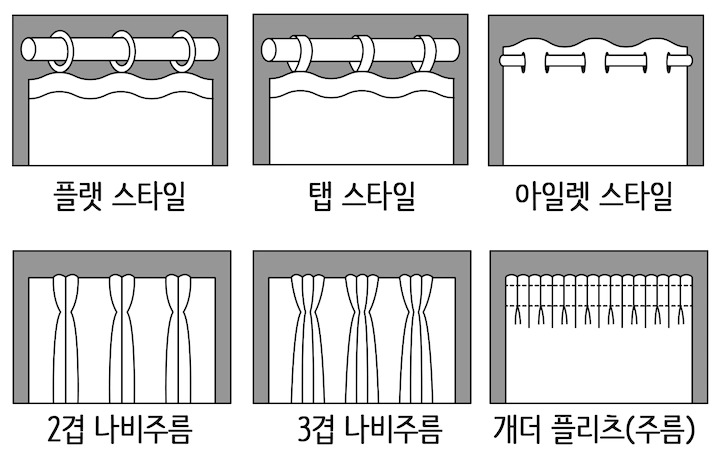 플랫 스타일
탭 스타일
아일렛 스타일
2겹 나비주름
3겹 나비주름
개더 플리츠(주름)